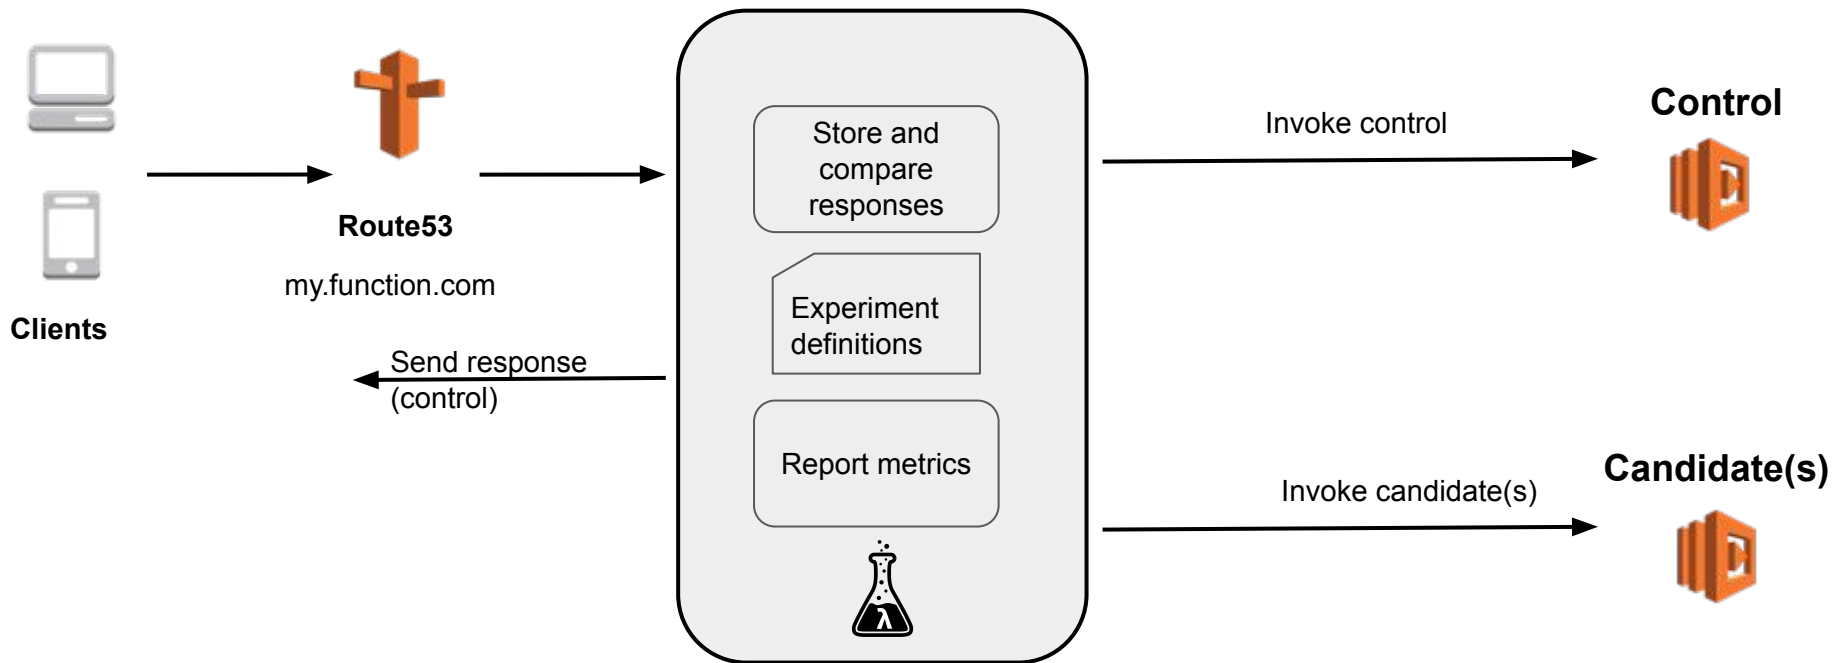 Clients
Route53
my.function.com
Send response
(control)
Store and
compare
responses
Experiment
definitions
Report metrics
λ
Invoke control
Control
Invoke candidate(s)
Candidate(s)